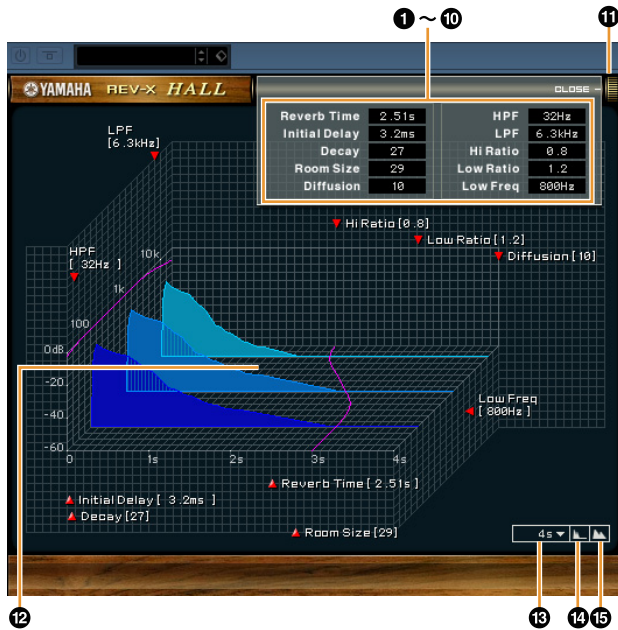 ❶～❿
⓫
YAMAHA REV-X HALL
CLOSE –
Reverb Time 2.51s HPF 32Hz
Initial Delay 3.2ms LPF 6.3kHz
Decay 27 Hi Ratio 0.8
Room Size 29 Low Ratio 1.2
Diffusion 10 Low Freq 800Hz
LPF
[6.3kHz]
Hi Ratio [0.8]
Low Ratio [1.2]
Diffusion [10]
HPF
[ 32Hz ]
10k
1k
100
0dB
-20
-40
-60
0 1s 2s 3s 4s
Low Freq
[ 800Hz ]
Reverb Time [ 2.51s ]
Initial Delay [ 3.2ms ]
Decay [27]
Room Size [29]
4s
⓬
⓭ ⓮ ⓯